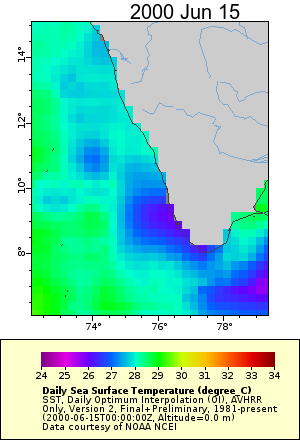 2000 Jun 15
14°
12°
10°
8°
74°
76°
78°
24 25 26 27 28 29 30 31 32 33 34
Daily Sea Surface Temperature (degree_C)
SST, Daily Optimum Interpolation (OI), AVHRR
Only, Version 2, Final+Preliminary, 1981-present
(2000-06-15T00:00:00Z, Altitude=0.0 m)
Data courtesy of NOAA NCEI